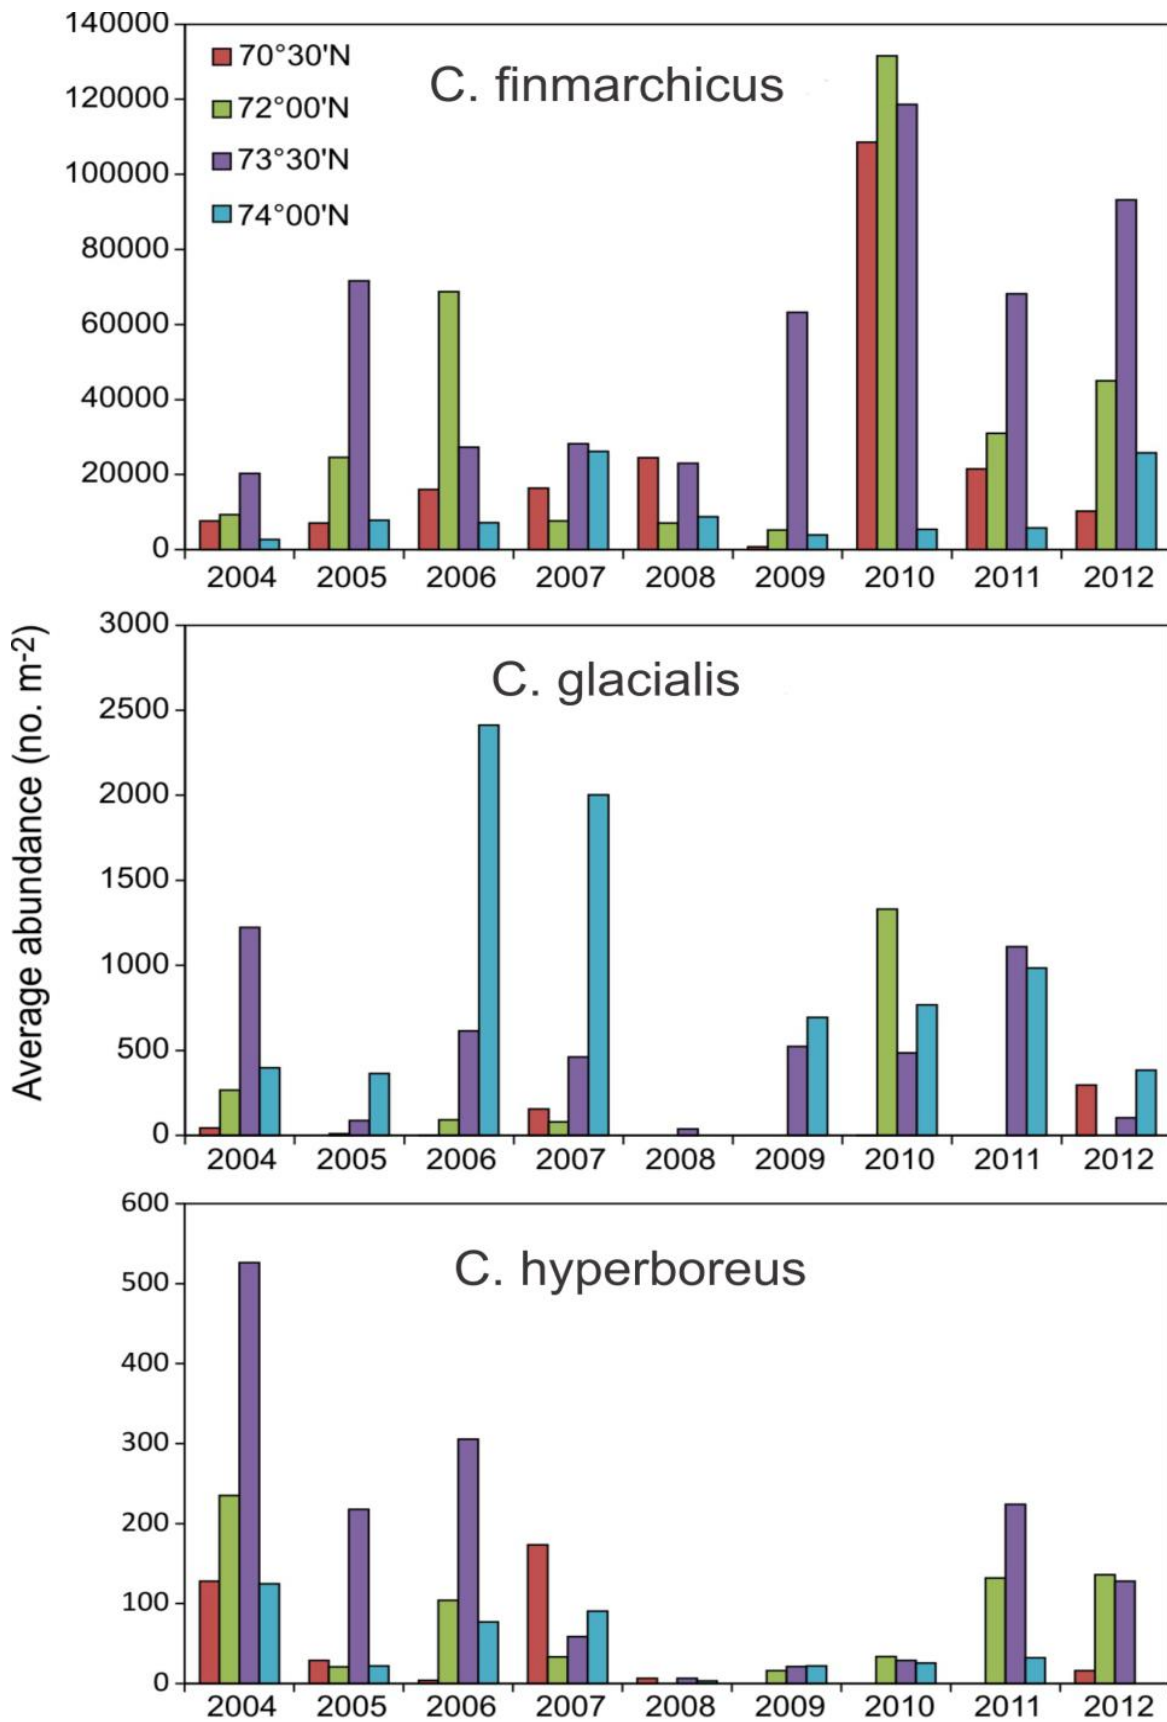 140000
120000
100000
80000
60000
40000
20000
0
70°30'N
72°00'N
73°30'N
74°00'N
C. finmarchicus
2004 2005 2006 2007 2008 2009 2010 2011 2012
Average abundance (no. m-2)
3000
2500
2000
1500
1000
500
0
C. glacialis
2004 2005 2006 2007 2008 2009 2010 2011 2012
600
500
400
300
200
100
0
C. hyperboreus
2004 2005 2006 2007 2008 2009 2010 2011 2012